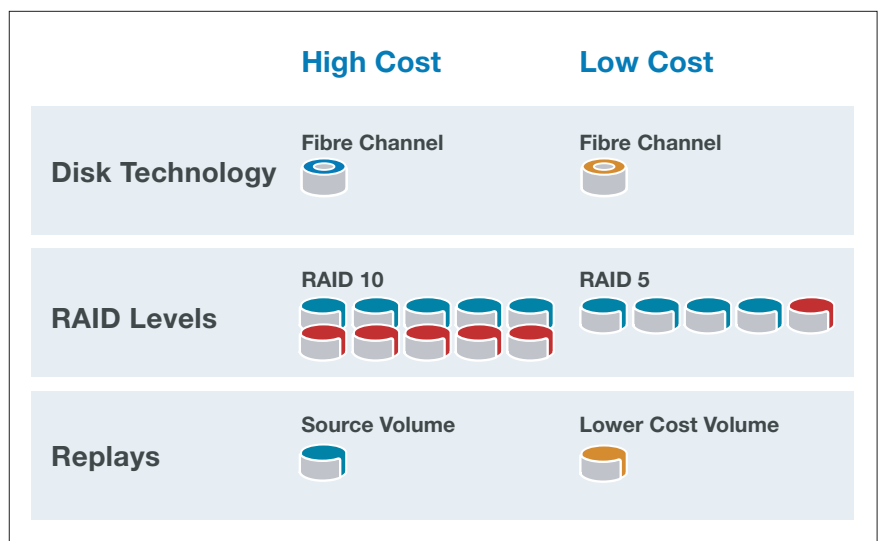 High Cost
Low Cost
Disk Technology
Fibre Channel
Fibre Channel
RAID Levels
RAID 10
RAID 5
Replays
Source Volume
Lower Cost Volume